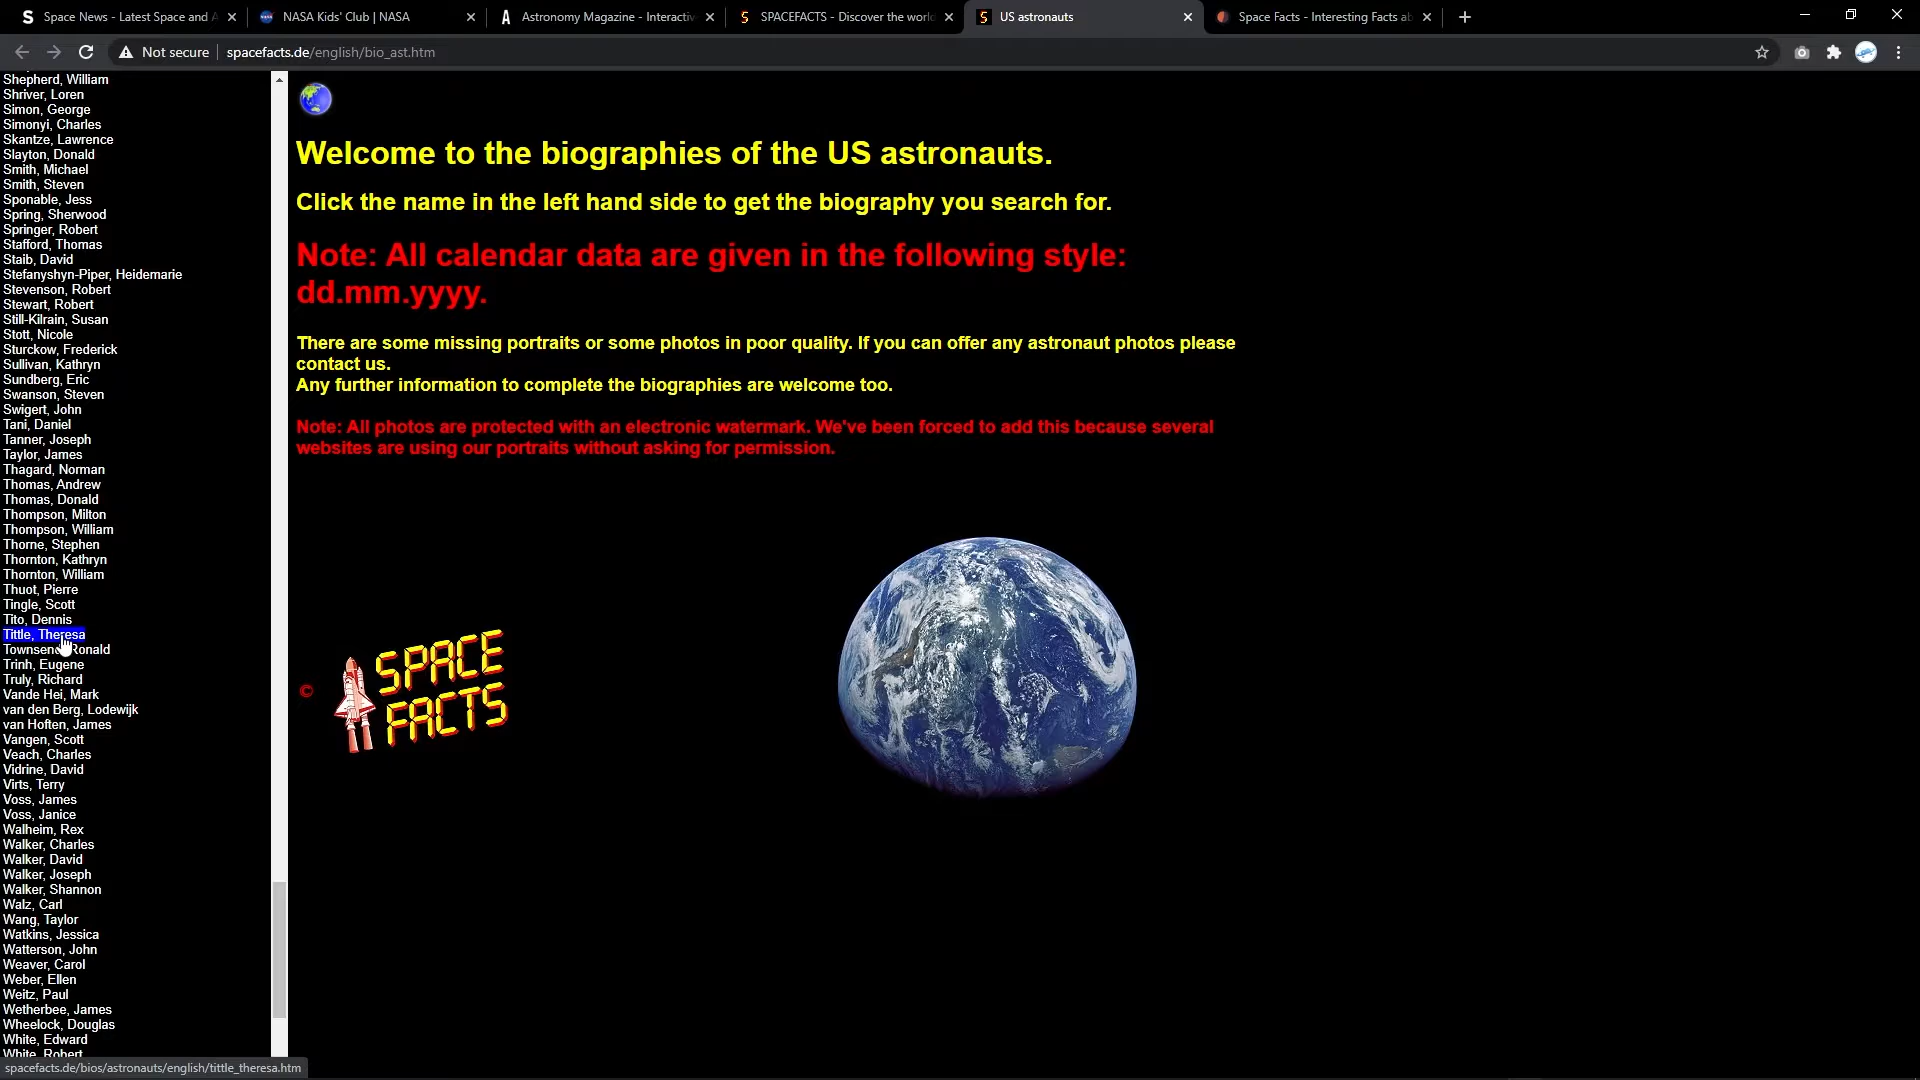 Space News - Latest Space and A
NASA Kids' Club | NASA
Astronomy Magazine - Interactiv
SPACEFACTS - Discover the world
US astronauts
Space Facts - Interesting Facts ab
Not secure
spacefacts.de/english/bio_ast.htm
Shepherd, William
Shriver, Loren
Simon, George
Simonyi, Charles
Skantze, Lawrence
Slayton, Donald
Smith, Michael
Smith, Steven
Sponable, Jess
Spring, Sherwood
Springer, Robert
Stafford, Thomas
Staib, David
Stefanyshyn-Piper, Heidemarie
Stevenson, Robert
Stewart, Robert
Still-Kilrain, Susan
Stott, Nicole
Sturckow, Frederick
Sullivan, Kathryn
Sundberg, Eric
Swanson, Steven
Swigert, John
Tani, Daniel
Tanner, Joseph
Taylor, James
Thagard, Norman
Thomas, Andrew
Thomas, Donald
Thompson, Milton
Thompson, William
Thorne, Stephen
Thornton, Kathryn
Thornton, William
Thuot, Pierre
Tingle, Scott
Tito, Dennis
Tittle, Theresa
Townsend, Ronald
Trinh, Eugene
Truly, Richard
Vande Hei, Mark
van den Berg, Lodewijk
van Hoften, James
Vangen, Scott
Veach, Charles
Vidrine, David
Virts, Terry
Voss, James
Voss, Janice
Walheim, Rex
Walker, Charles
Walker, David
Walker, Joseph
Walker, Shannon
Walz, Carl
Wang, Taylor
Watkins, Jessica
Watterson, John
Weaver, Carol
Weber, Ellen
Weitz, Paul
Wetherbee, James
Wheelock, Douglas
White, Edward
White, Robert
spacefacts.de/bios/astronauts/english/tittle_theresa.htm
Welcome to the biographies of the US astronauts.
Click the name in the left hand side to get the biography you search for.
Note: All calendar data are given in the following style:
dd.mm.yyyy.
There are some missing portraits or some photos in poor quality. If you can offer any astronaut photos please
contact us.
Any further information to complete the biographies are welcome too.
Note: All photos are protected with an electronic watermark. We've been forced to add this because several
websites are using our portraits without asking for permission.
©
SPACE
FACTS